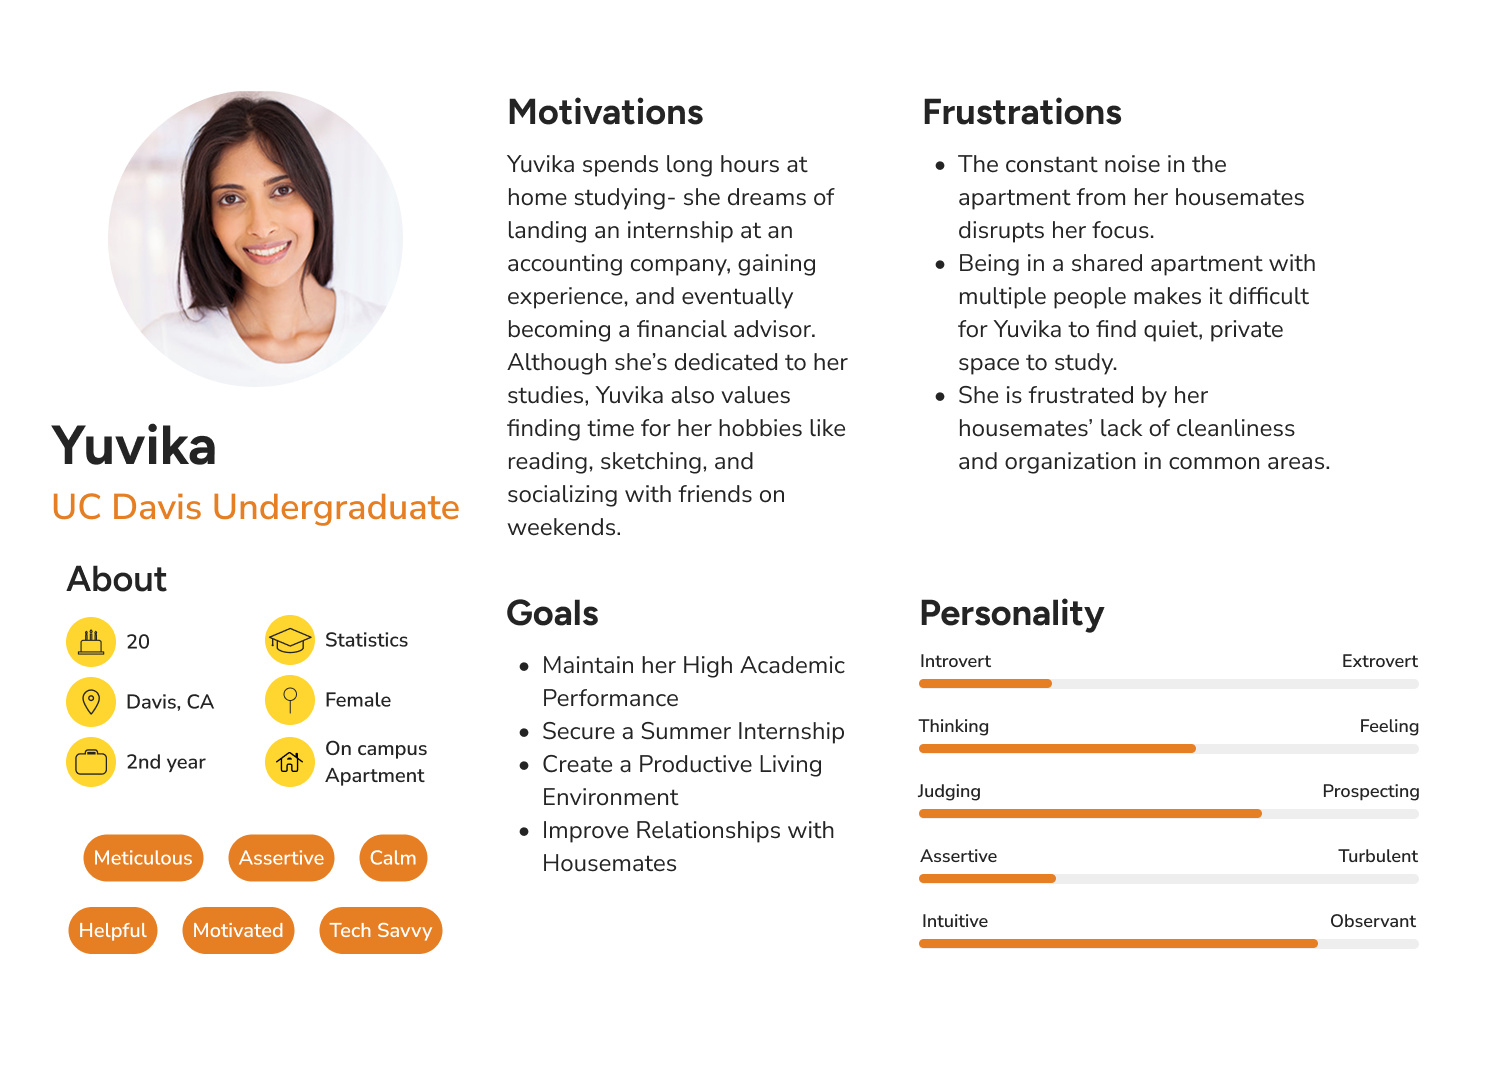 Yuvika
UC Davis Undergraduate
About
20
Statistics
Davis, CA
Female
2nd year
On campus
Apartment
Meticulous
Assertive
Calm
Helpful
Motivated
Tech Savvy
Motivations
Yuvika spends long hours at
home studying- she dreams of
landing an internship at an
accounting company, gaining
experience, and eventually
becoming a financial advisor.
Although she’s dedicated to her
studies, Yuvika also values
finding time for her hobbies like
reading, sketching, and
socializing with friends on
weekends.
Goals
• Maintain her High Academic
Performance
• Secure a Summer Internship
• Create a Productive Living
Environment
• Improve Relationships with
Housemates
Frustrations
• The constant noise in the
apartment from her housemates
disrupts her focus.
• Being in a shared apartment with
multiple people makes it difficult
for Yuvika to find quiet, private
space to study.
• She is frustrated by her
housemates’ lack of cleanliness
and organization in common areas.
Personality
Introvert Extrovert
Thinking Feeling
Judging Prospecting
Assertive Turbulent
Intuitive Observant